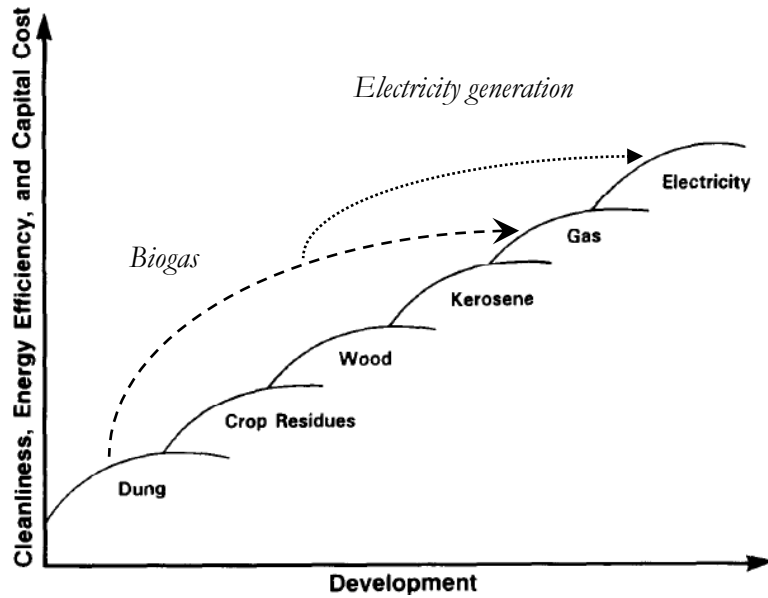 Cleanliness, Energy Efficiency, and Capital Cost
Electricity generation
Electricity
Gas
Biogas
Kerosene
Wood
Crop Residues
Dung
Development